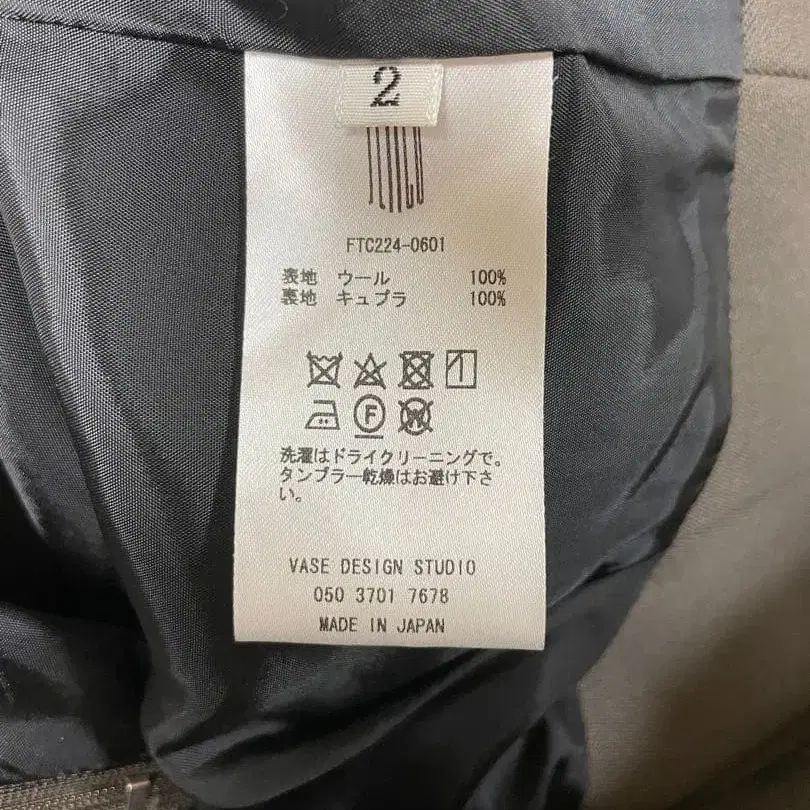 2
FTC224-0601
表地 ウール 100%
裏地 キュプラ 100%
F
W
洗濯はドライクリーニングで。
タンブラー乾燥はお避け下さ
い。
VASE DESIGN STUDIO
050 3701 7678
MADE IN JAPAN